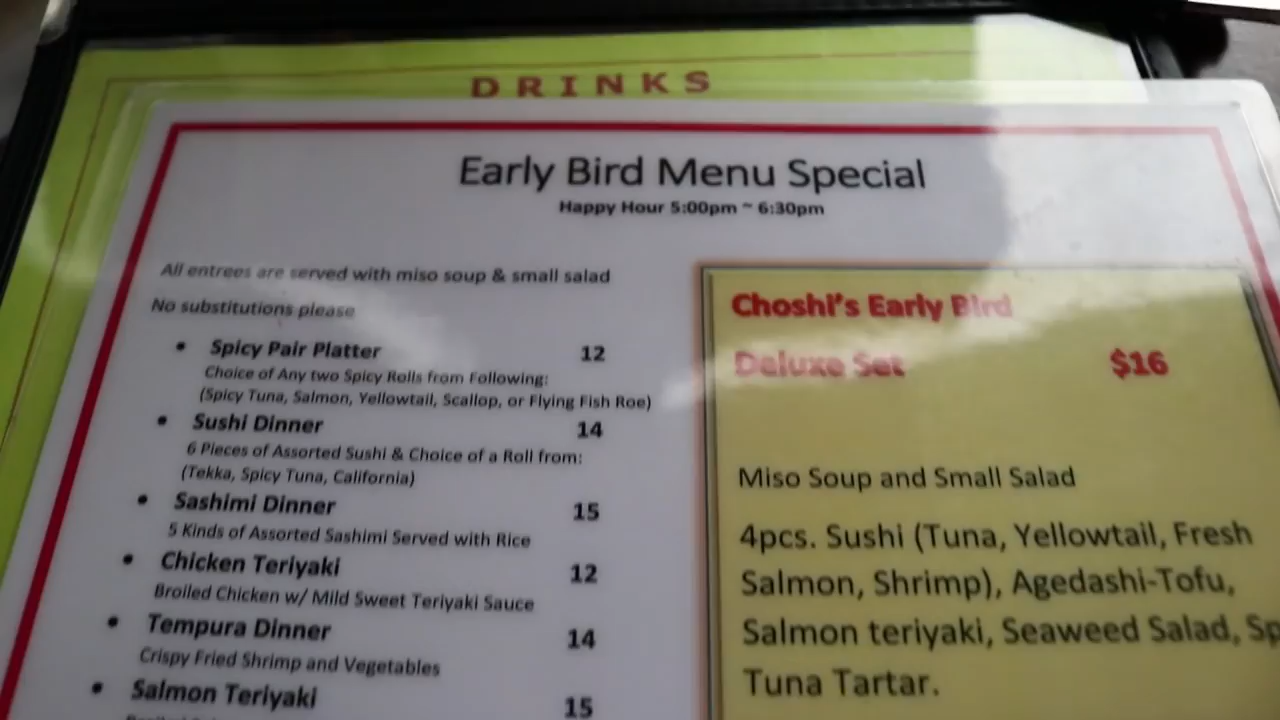 DRINKS
Early Bird Menu Special
Happy Hour 5:00pm ~ 6:30pm
All entrees are served with miso soup & small salad
No substitutions please
• Spicy Pair Platter 12
Choice of Any two Spicy Rolls from Following:
(Spicy Tuna, Salmon, Yellowtail, Scallop, or Flying Fish Roe)
• Sushi Dinner 14
6 Pieces of Assorted Sushi & Choice of a Roll from:
(Tekka, Spicy Tuna, California)
• Sashimi Dinner 15
5 Kinds of Assorted Sashimi Served with Rice
• Chicken Teriyaki 12
Broiled Chicken w/ Mild Sweet Teriyaki Sauce
• Tempura Dinner 14
Crispy Fried Shrimp and Vegetables
• Salmon Teriyaki 15
Choshi's Early Bird
Deluxe Set $16
Miso Soup and Small Salad
4pcs. Sushi (Tuna, Yellowtail, Fresh
Salmon, Shrimp), Agedashi-Tofu,
Salmon teriyaki, Seaweed Salad,
Tuna Tartar.